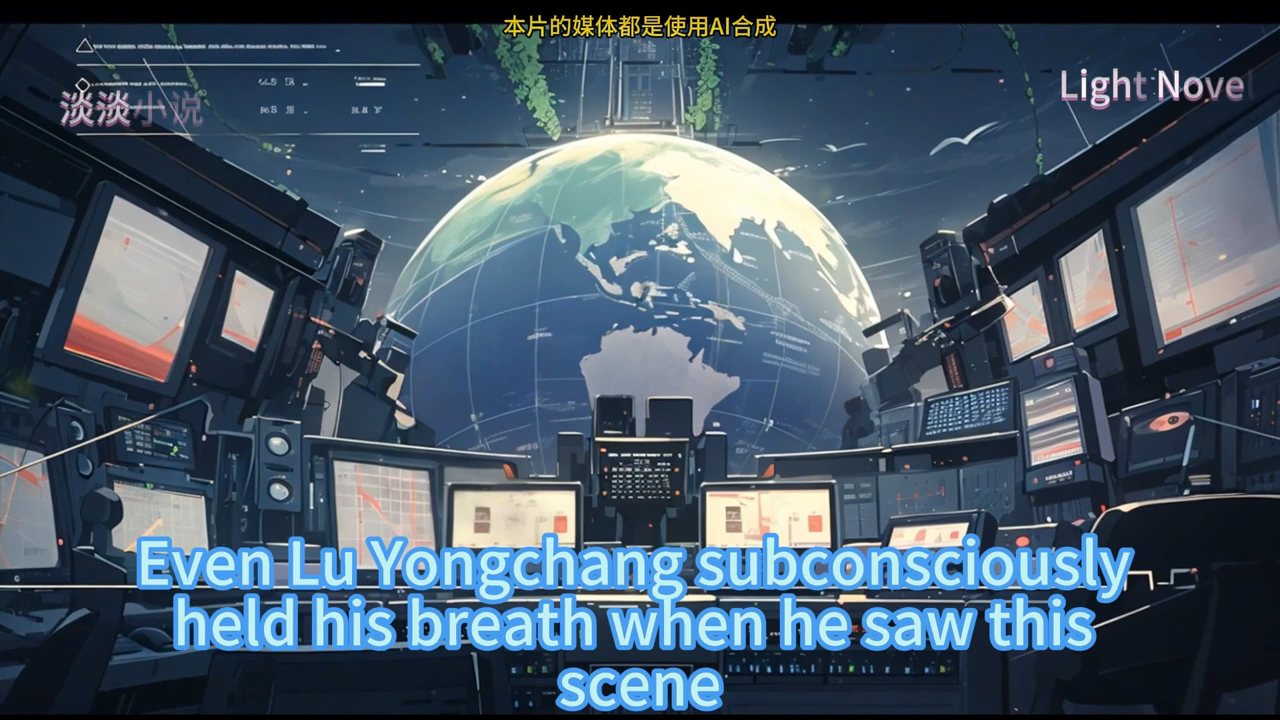 本片的媒体都是使用AI合成
淡淡小说
Light Nove
Even Lu Yongchang subconsciously
held his breath when he saw this
scene